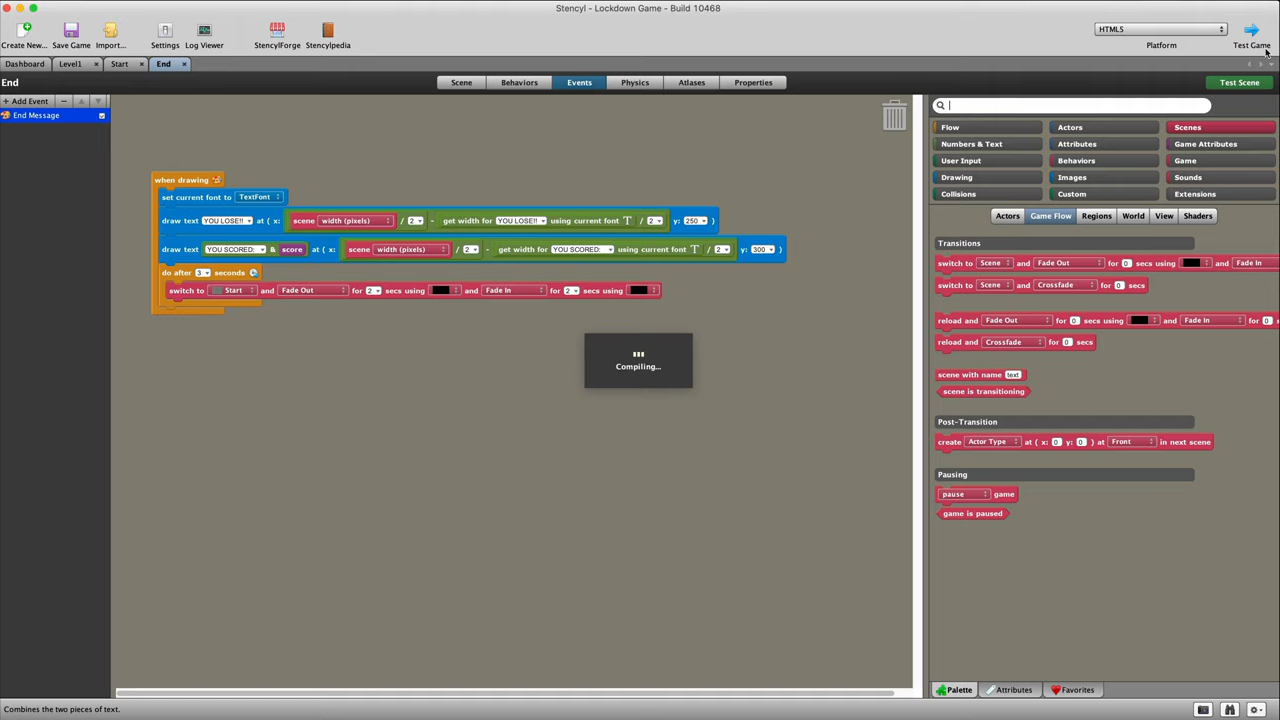 Stencyl - Lockdown Game - Build 10468
HTML5
Create New... Save Game Import... Settings Log Viewer StencylForge Stencylpedia Platform Test Game
Dashboard Level1 × Start × End ×
End Scene Behaviors Events Physics Atlases Properties Test Scene
+ Add Event
End Message
when drawing
set current font to TextFont
draw text YOU LOSE!! at ( x: scene width (pixels) / 2 - get width for YOU LOSE!! using current font T / 2 y: 250 )
draw text YOU SCORED: & score at ( x: scene width (pixels) / 2 - get width for YOU SCORED: using current font T / 2 y: 300 )
do after 3 seconds
switch to Start and Fade Out for 2 secs using and Fade In for 2 secs using
Compiling...
Flow Actors Scenes
Numbers & Text Attributes Game Attributes
User Input Behaviors Game
Drawing Images Sounds
Collisions Custom Extensions
Actors Game Flow Regions World View Shaders
Transitions
switch to Scene and Fade Out for 0 secs using and Fade In
switch to Scene and Crossfade for 0 secs
reload and Fade Out for 0 secs using and Fade In for 0 s
reload and Crossfade for 0 secs
scene with name text
scene is transitioning
Post-Transition
create Actor Type at ( x: 0 y: 0 ) at Front in next scene
Pausing
pause game
game is paused
Palette Attributes Favorites
Combines the two pieces of text.